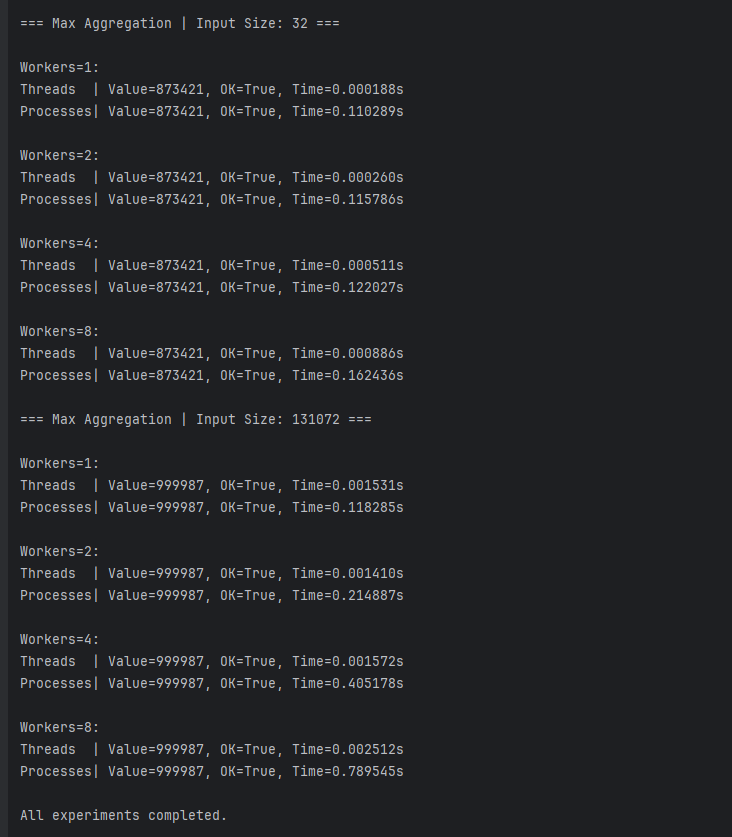 === Max Aggregation | Input Size: 32 ===
Workers=1:
Threads  | Value=873421, OK=True, Time=0.000188s
Processes| Value=873421, OK=True, Time=0.110289s
Workers=2:
Threads  | Value=873421, OK=True, Time=0.000260s
Processes| Value=873421, OK=True, Time=0.115786s
Workers=4:
Threads  | Value=873421, OK=True, Time=0.000511s
Processes| Value=873421, OK=True, Time=0.122027s
Workers=8:
Threads  | Value=873421, OK=True, Time=0.000886s
Processes| Value=873421, OK=True, Time=0.162436s
=== Max Aggregation | Input Size: 131072 ===
Workers=1:
Threads  | Value=999987, OK=True, Time=0.001531s
Processes| Value=999987, OK=True, Time=0.118285s
Workers=2:
Threads  | Value=999987, OK=True, Time=0.001410s
Processes| Value=999987, OK=True, Time=0.214887s
Workers=4:
Threads  | Value=999987, OK=True, Time=0.001572s
Processes| Value=999987, OK=True, Time=0.405178s
Workers=8:
Threads  | Value=999987, OK=True, Time=0.002512s
Processes| Value=999987, OK=True, Time=0.789545s
All experiments completed.